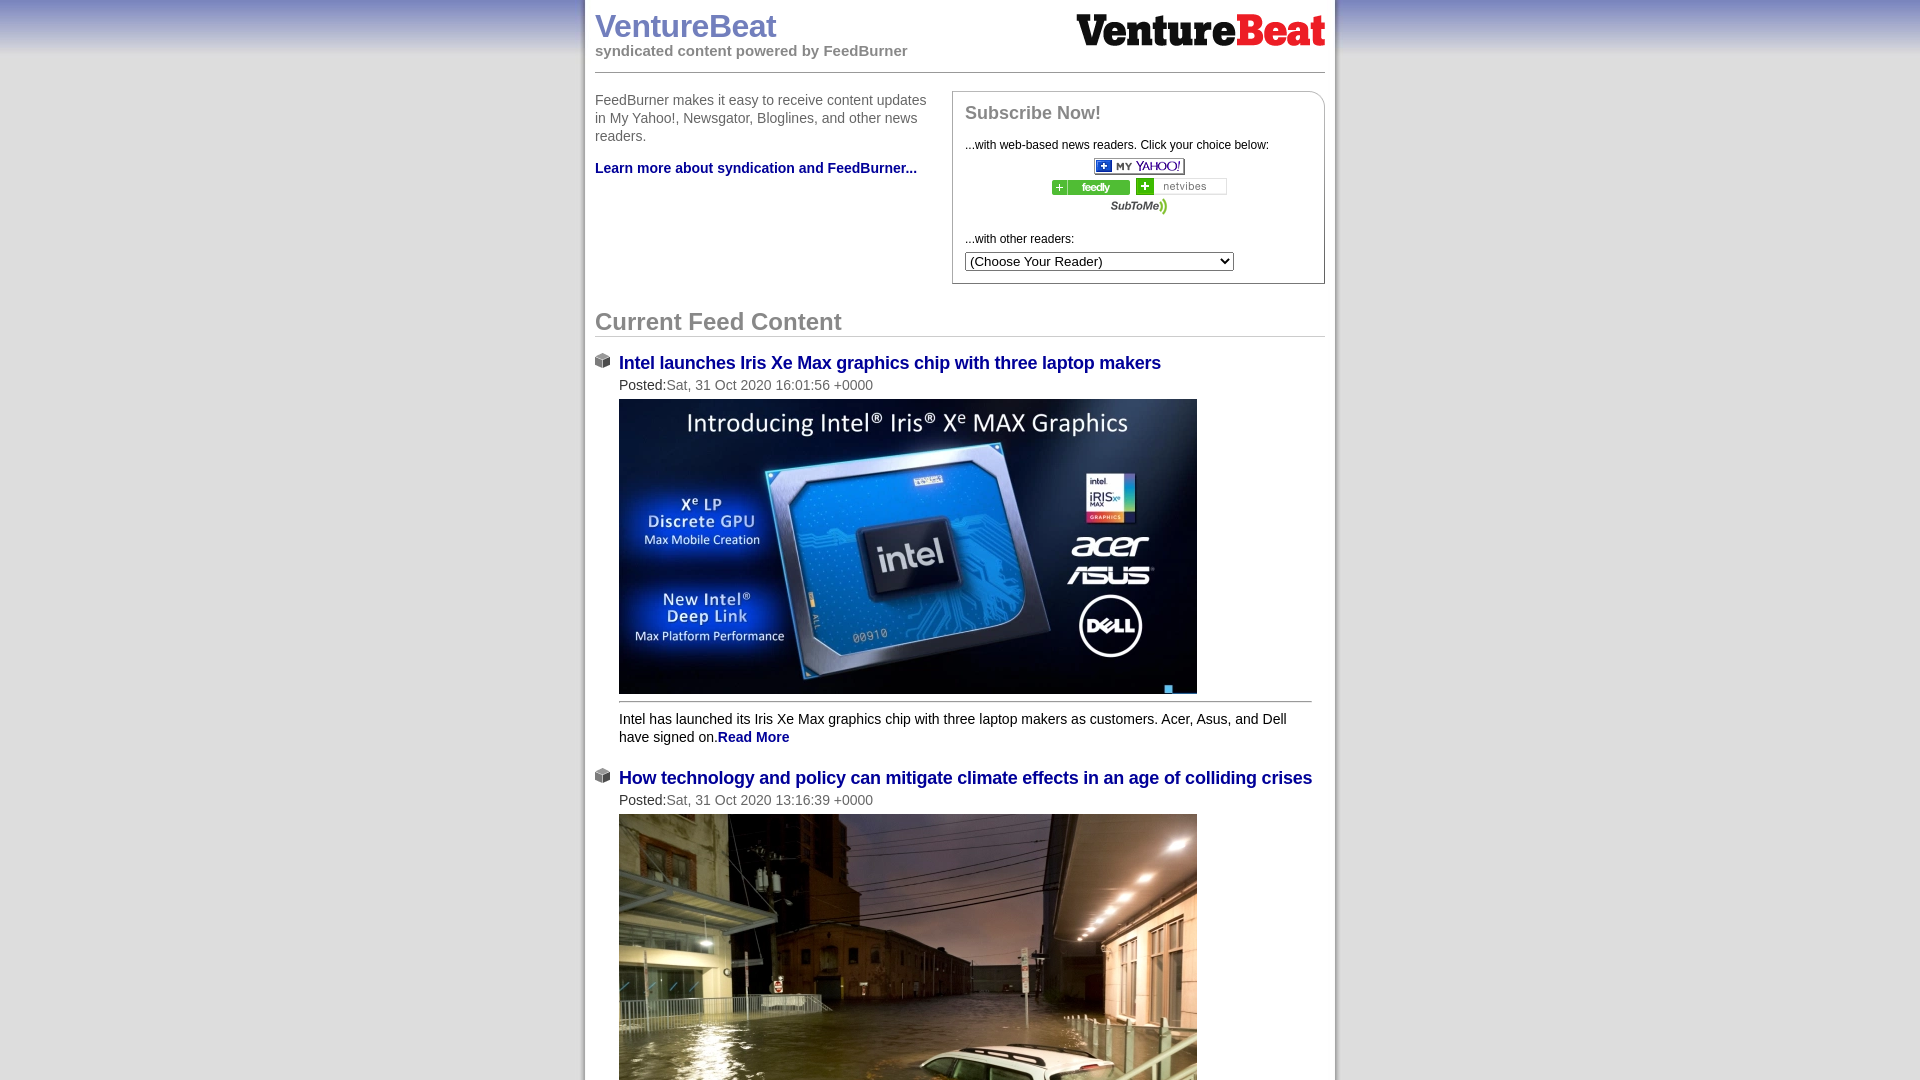 VentureBeat
syndicated content powered by FeedBurner
VentureBeat
FeedBurner makes it easy to receive content updates
in My Yahoo!, Newsgator, Bloglines, and other news
readers.
Learn more about syndication and FeedBurner...
Subscribe Now!
...with web-based news readers. Click your choice below:
MY YAHOO!
feedly
netvibes
SubToMe
...with other readers:
(Choose Your Reader)
Current Feed Content
Intel launches Iris Xe Max graphics chip with three laptop makers
Posted:Sat, 31 Oct 2020 16:01:56 +0000
Introducing Intel® Iris® Xe MAX Graphics
Xe LP
Discrete GPU
Max Mobile Creation
New Intel®
Deep Link
Max Platform Performance
intel
00910
intel
iRIS Xe
MAX
GRAPHICS
acer
ASUS
DELL
Intel has launched its Iris Xe Max graphics chip with three laptop makers as customers. Acer, Asus, and Dell
have signed on.Read More
How technology and policy can mitigate climate effects in an age of colliding crises
Posted:Sat, 31 Oct 2020 13:16:39 +0000